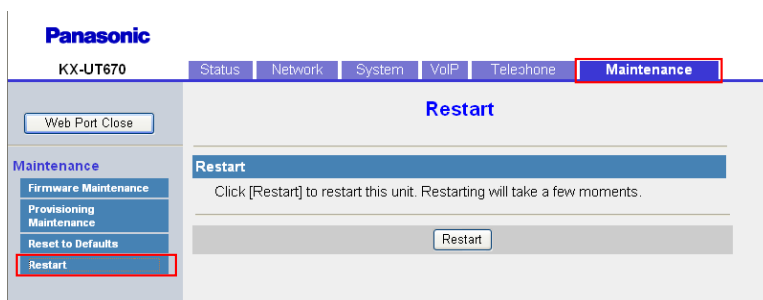 Panasonic
KX-UT670
Status Network System VoIP Telephone Maintenance
Web Port Close
Restart
Maintenance
Firmware Maintenance
Provisioning
Maintenance
Reset to Defaults
Restart
Restart
Click [Restart] to restart this unit. Restarting will take a few moments.
Restart